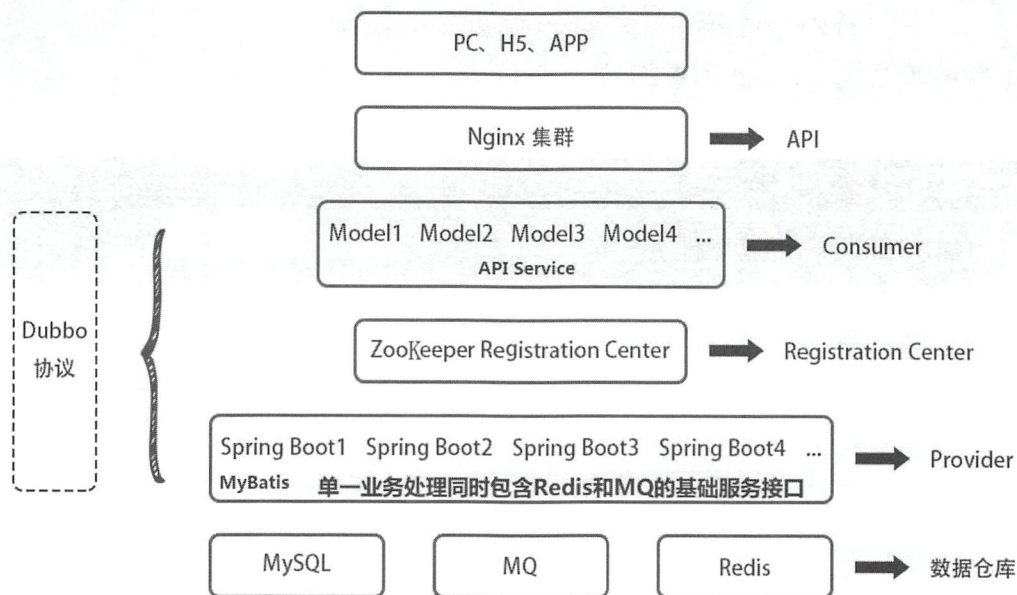 PC、H5、APP
Nginx 集群
API
Model1 Model2 Model3 Model4 ...
API Service
Consumer
Dubbo
协议
ZooKeeper Registration Center
Registration Center
Spring Boot1 Spring Boot2 Spring Boot3 Spring Boot4 ...
MyBatis 单一业务处理同时包含Redis和MQ的基础服务接口
Provider
MySQL
MQ
Redis
数据仓库